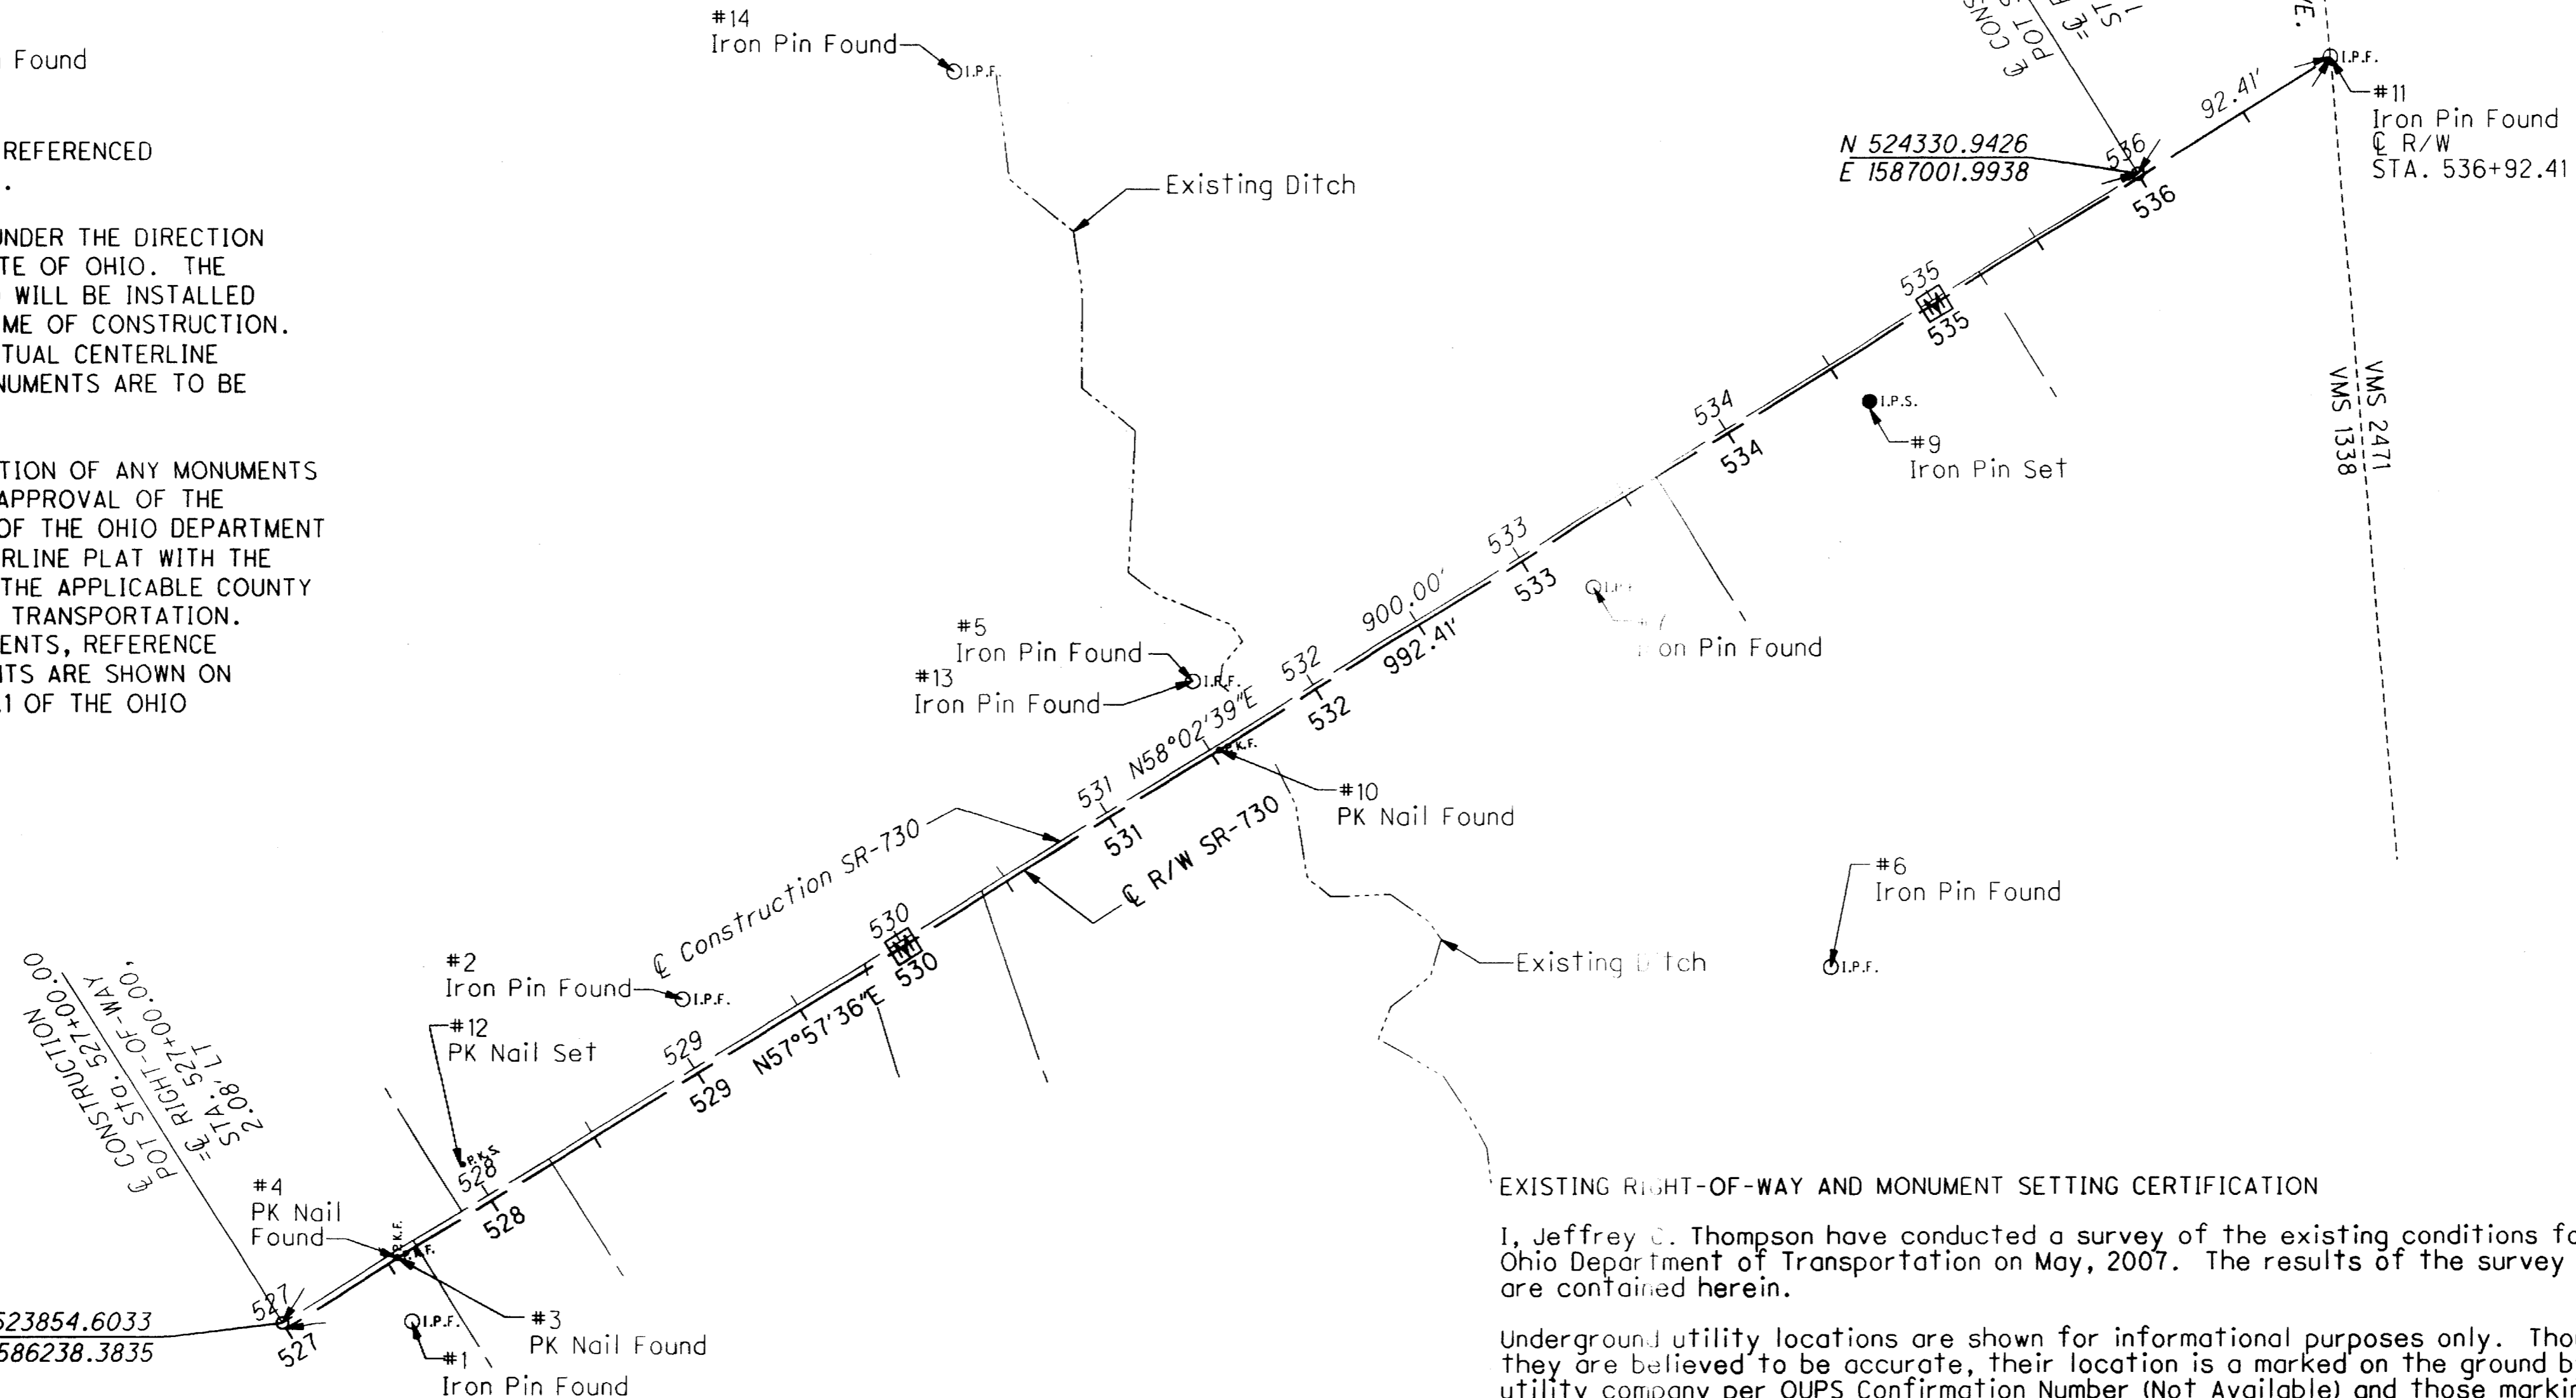 Found
REFERENCED
.
UNDER THE DIRECTION
TE OF OHIO. THE
WILL BE INSTALLED
ME OF CONSTRUCTION.
TUAL CENTERLINE
NUMENTS ARE TO BE
TION OF ANY MONUMENTS
APPROVAL OF THE
OF THE OHIO DEPARTMENT
ERLINE PLAT WITH THE
THE APPLICABLE COUNTY
TRANSPORTATION.
ENTS, REFERENCE
NTS ARE SHOWN ON
.1 OF THE OHIO
#14
Iron Pin Found
I.P.F.
Existing Ditch
℄ CONS
POT S
=℄
ST
VE.
N 524330.9426
E 1587001.9938
92.41'
I.P.F.
#11
Iron Pin Found
℄ R/W
STA. 536+92.41
536
536
535
M
535
I.P.S.
#9
Iron Pin Set
VMS 2471
VMS 1338
534
534
533
533
900.00'
992.41'
Iron Pin Found
#5
Iron Pin Found
#13
Iron Pin Found
I.P.F.
532
532
N58°02'39"E
P.K.F.
#10
PK Nail Found
531
531
℄ Construction SR-730
℄ R/W SR-730
#6
Iron Pin Found
I.P.F.
Existing Ditch
530
M
530
#2
Iron Pin Found
I.P.F.
N57°57'36"E
529
529
#12
PK Nail Set
P.K.S.
528
528
℄ CONSTRUCTION
POT Sta. 527+00.00
=℄ RIGHT-OF-WAY
STA. 527+00.00,
2.08' LT
#4
PK Nail
Found
P.K.F.
P.K.F.
527
527
523854.6033
586238.3835
I.P.F.
#1
Iron Pin Found
#3
PK Nail Found
EXISTING RIGHT-OF-WAY AND MONUMENT SETTING CERTIFICATION
I, Jeffrey C. Thompson have conducted a survey of the existing conditions fo
Ohio Department of Transportation on May, 2007. The results of the survey
are contained herein.
Underground utility locations are shown for informational purposes only. Tho
they are believed to be accurate, their location is a marked on the ground b
utility company per OUPS Confirmation Number (Not Available) and those marki